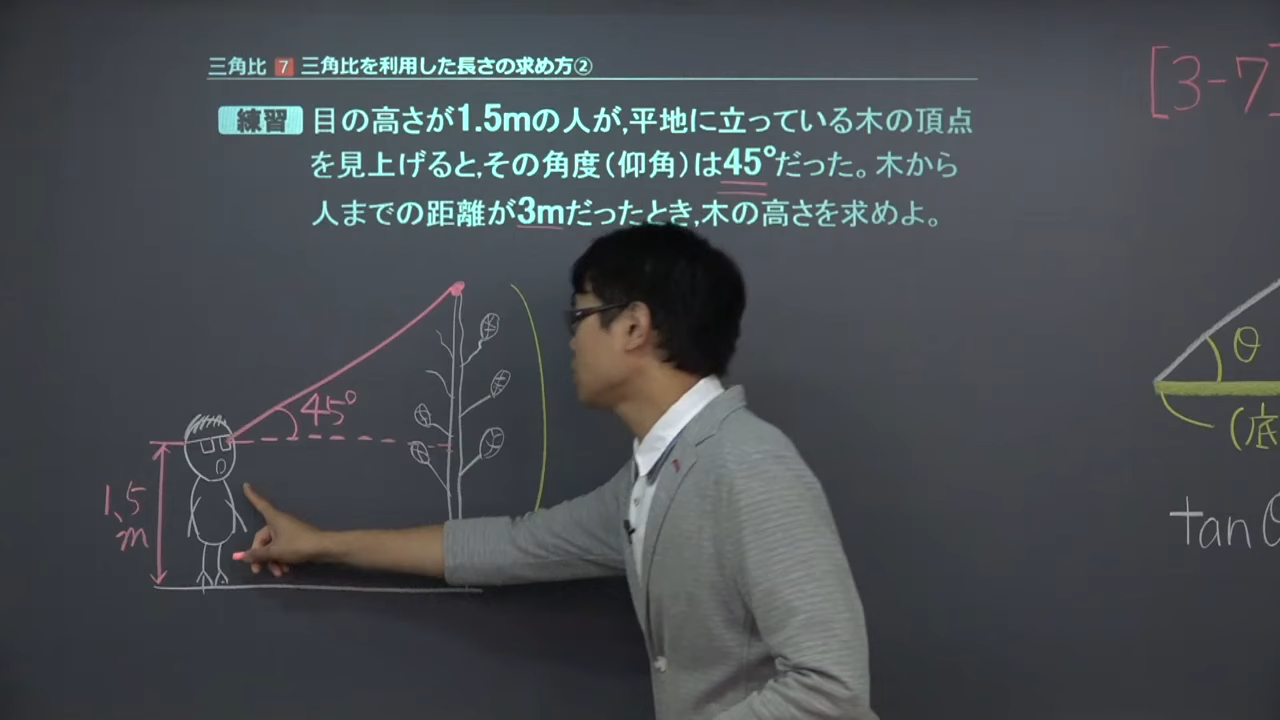 三角比 7 三角比を利用した長さの求め方②
練習 目の高さが1.5mの人が,平地に立っている木の頂点
を見上げると,その角度(仰角)は45°だった。木から
人までの距離が3mだったとき,木の高さを求めよ。
[3-7]
45°
1.5
m
θ
(底
tanθ